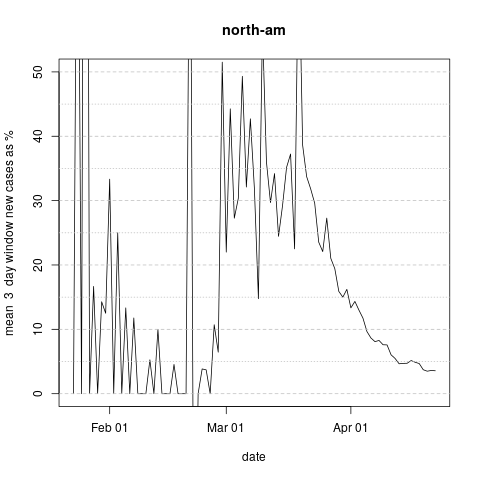 north-am
mean 3 day window new cases as %
50
40
30
20
10
0
Feb 01
Mar 01
Apr 01
date